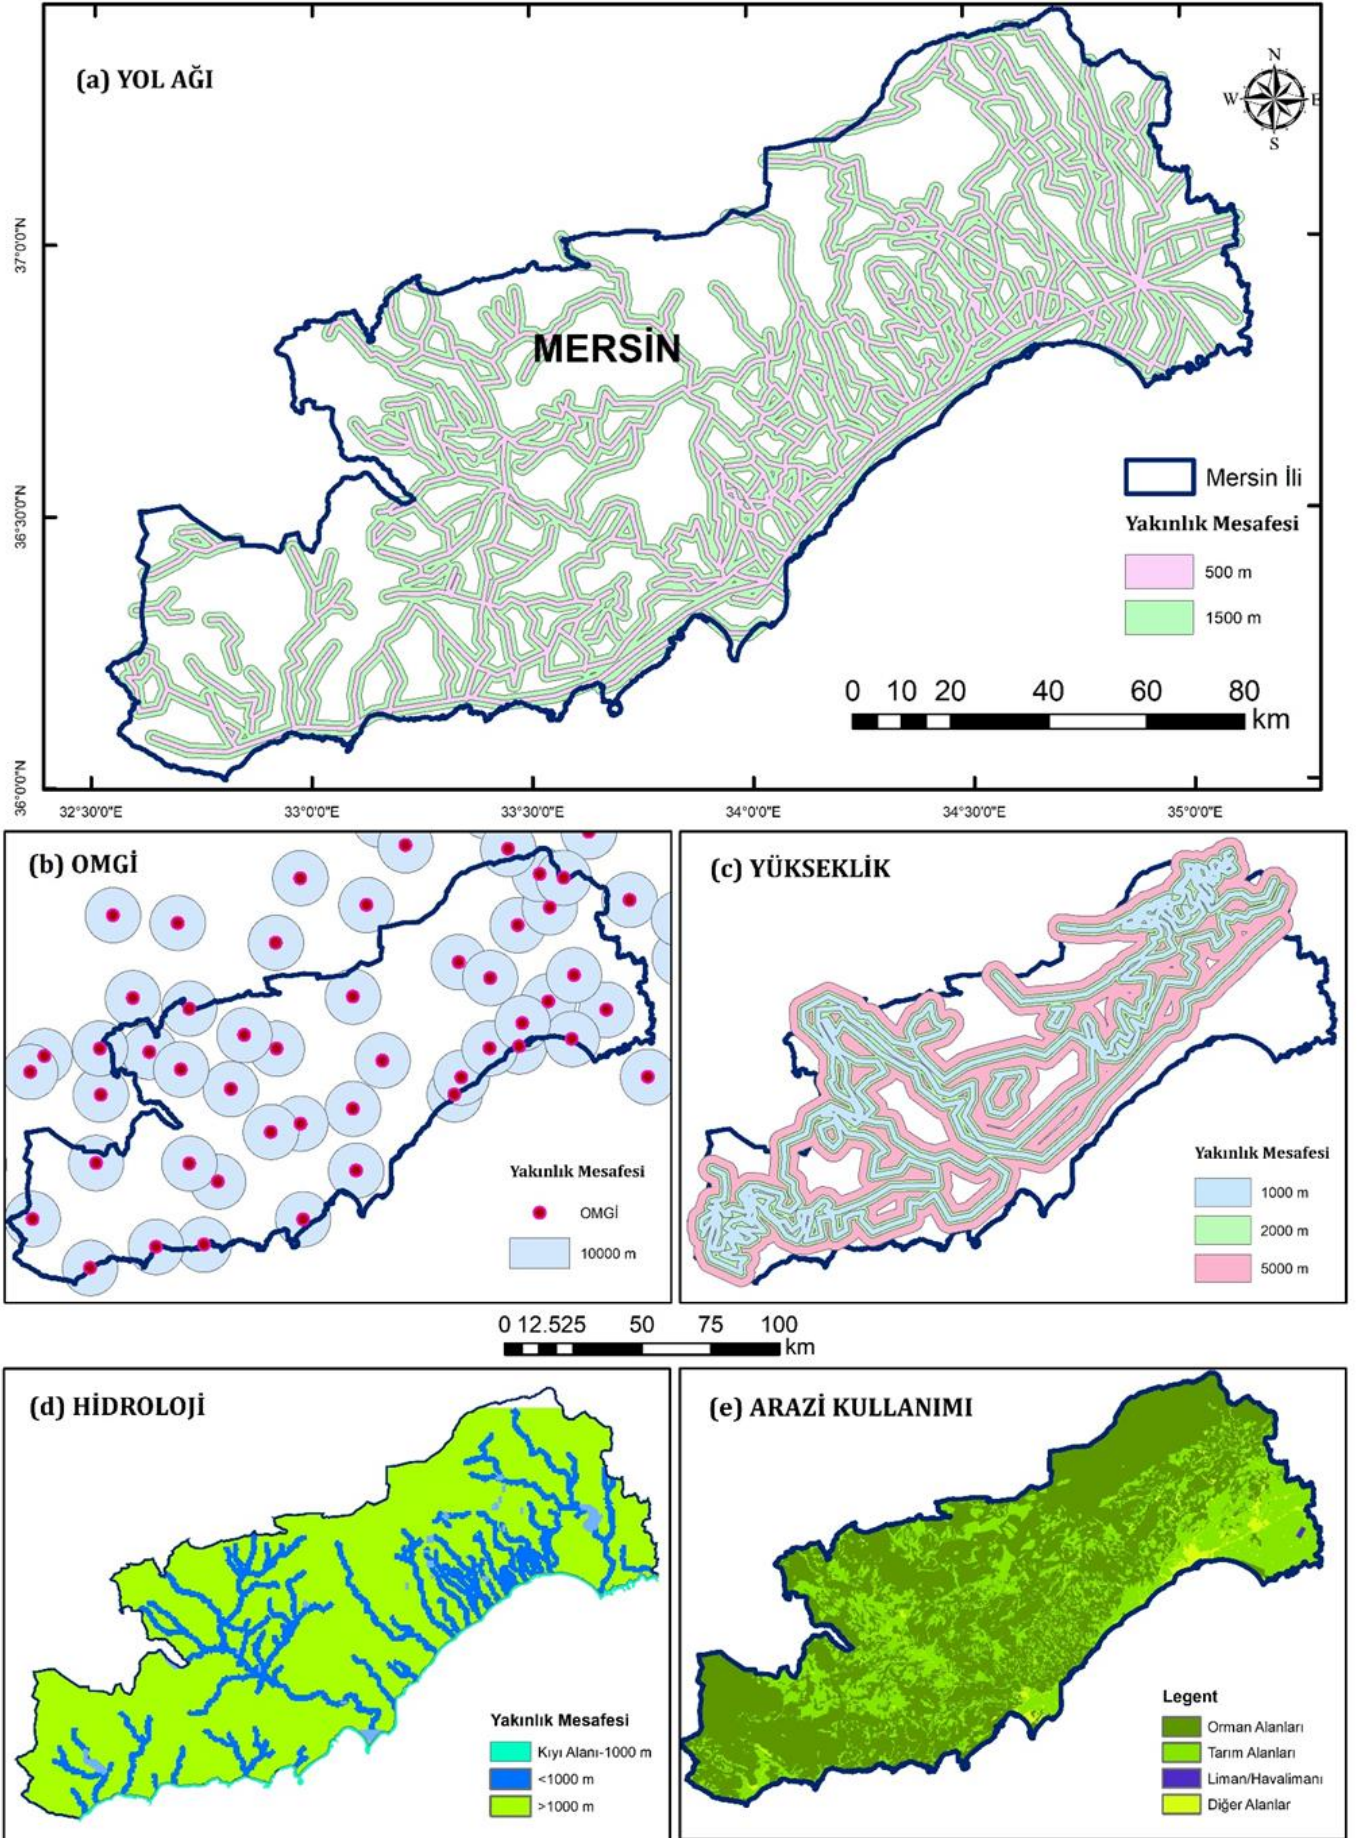 (a) YOL AĞI
N
W
E
S
MERSİN
Mersin İli
Yakınlık Mesafesi
500 m
1500 m
0 10 20 40 60 80
km
37°0'0"N
36°30'0"N
36°0'0"N
32°30'0"E 33°0'0"E 33°30'0"E 34°0'0"E 34°30'0"E 35°0'0"E
(b) OMGİ
Yakınlık Mesafesi
OMGİ
10000 m
(c) YÜKSEKLİK
Yakınlık Mesafesi
1000 m
2000 m
5000 m
0 12.525 50 75 100
km
(d) HİDROLOJİ
Yakınlık Mesafesi
Kıyı Alanı-1000 m
<1000 m
>1000 m
(e) ARAZİ KULLANIMI
Legent
Orman Alanları
Tarım Alanları
Liman/Havalimanı
Diğer Alanlar